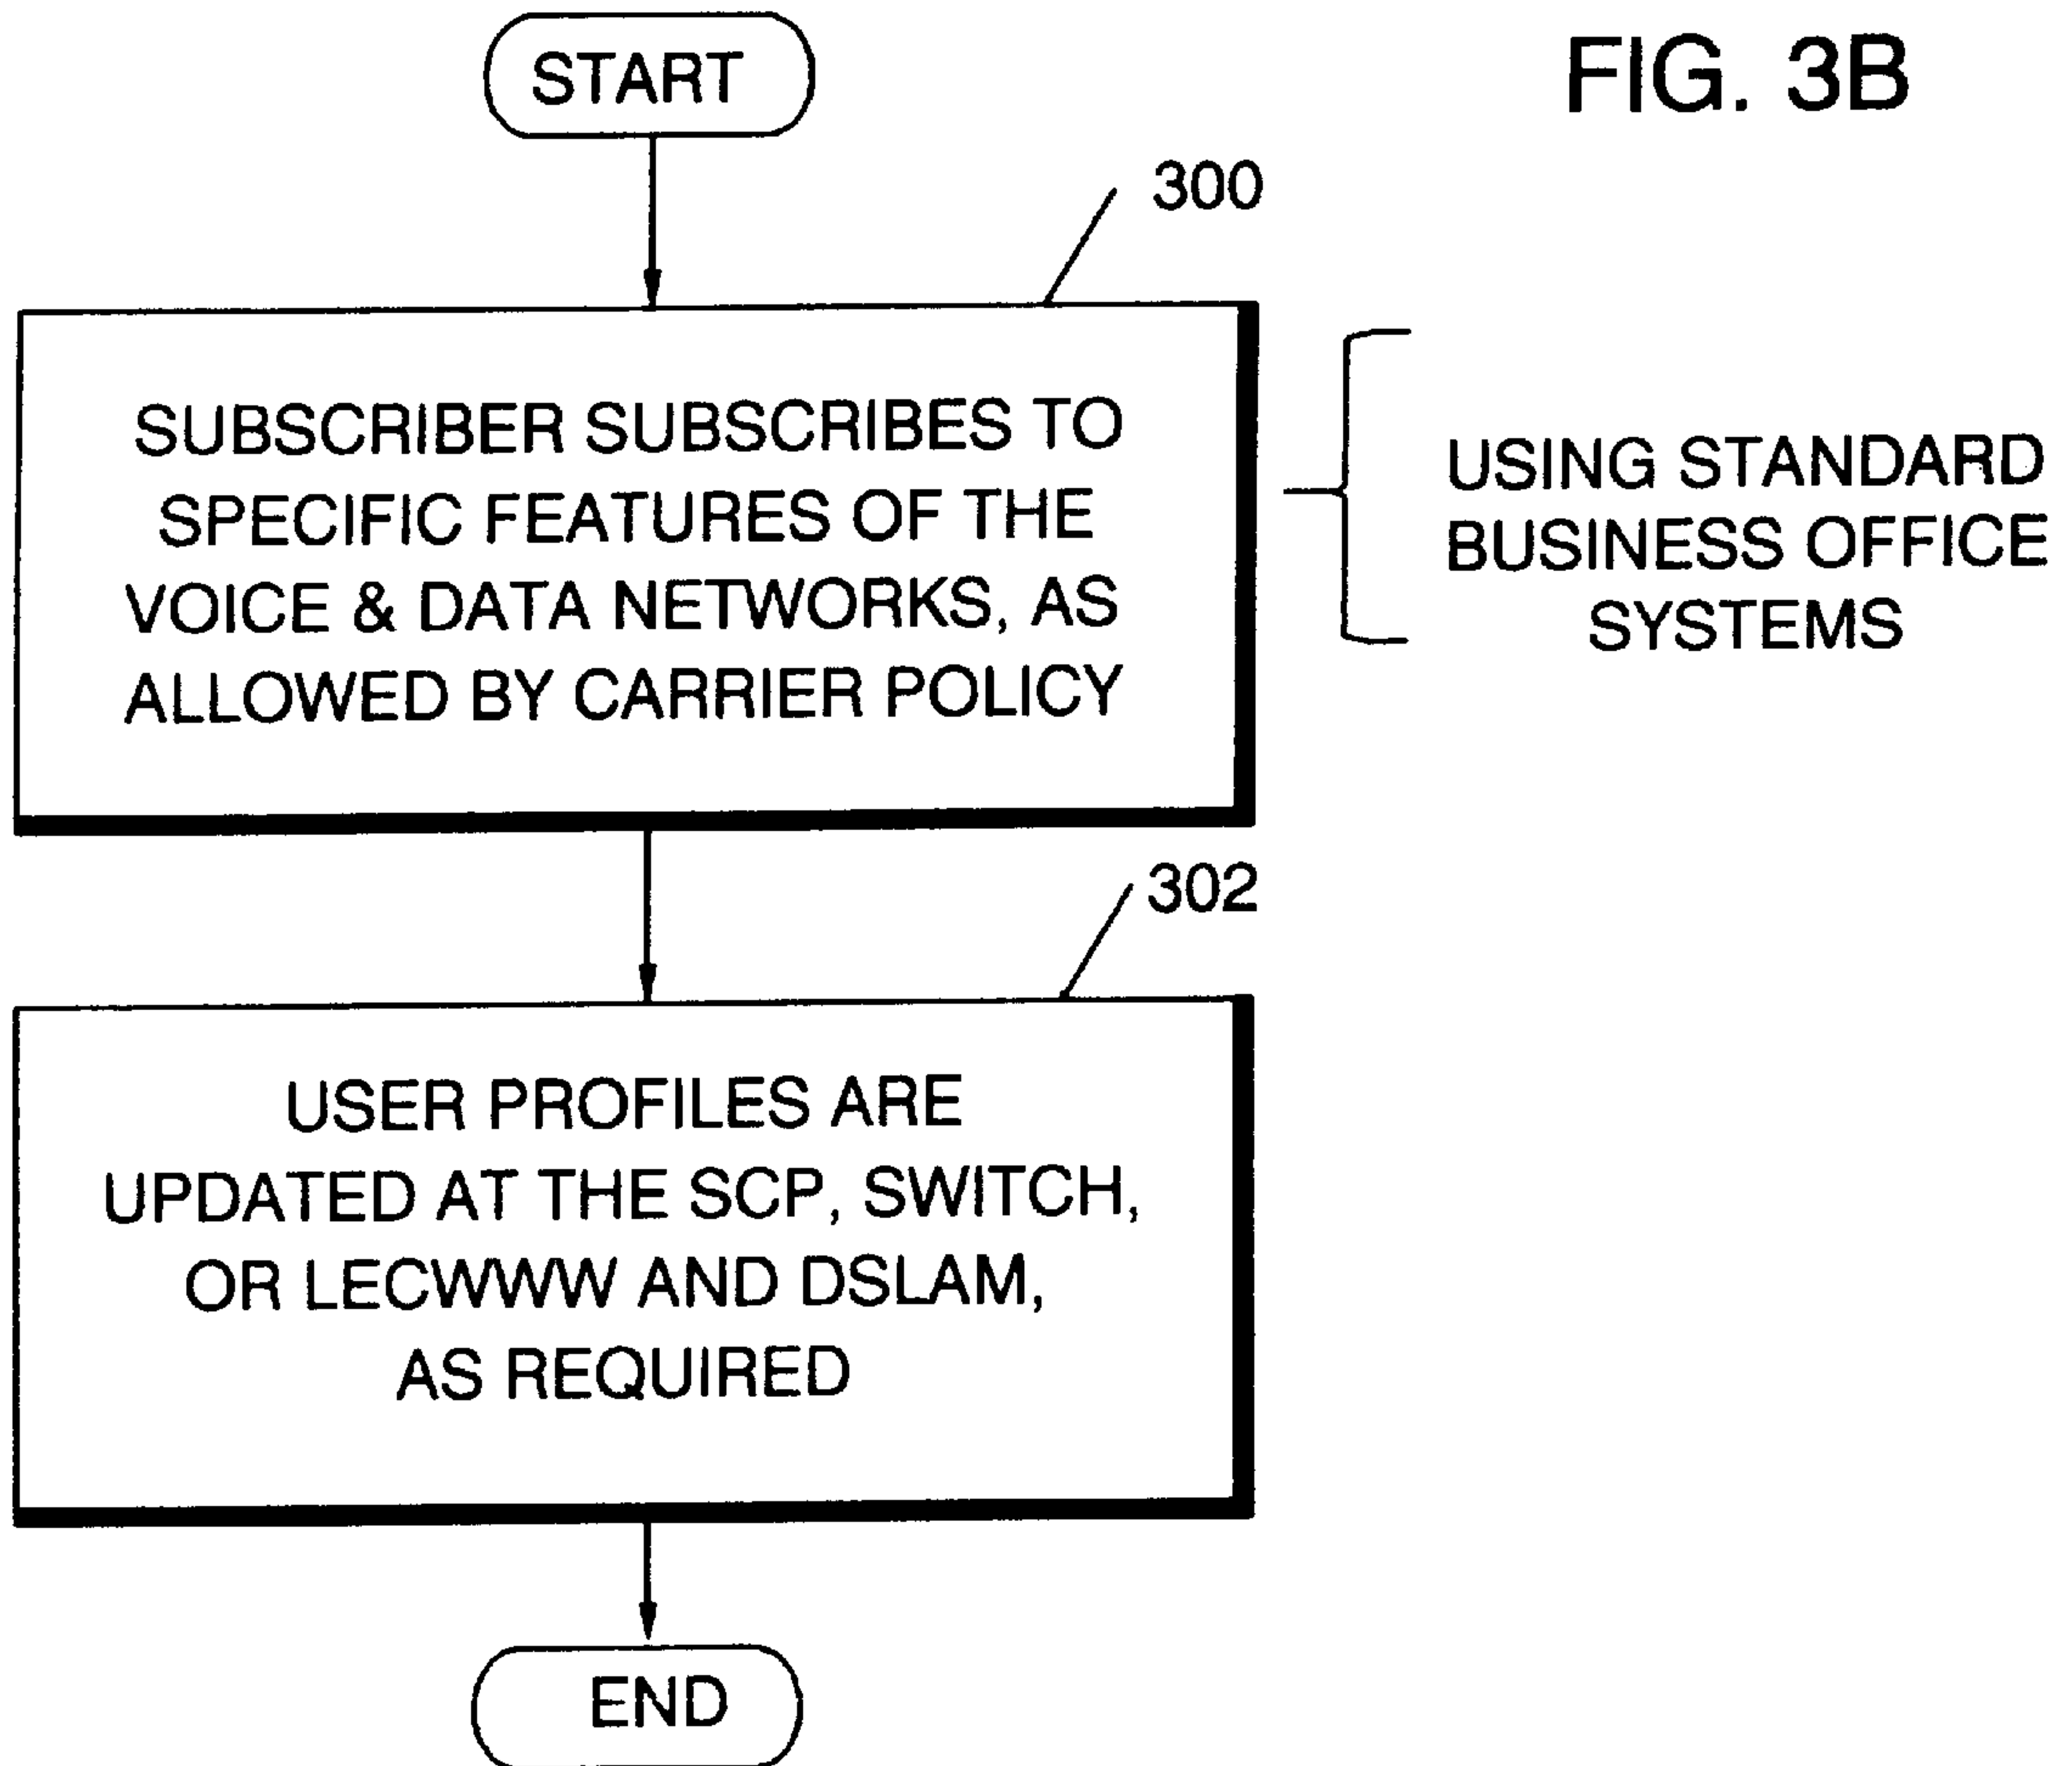 START
FIG. 3B
300
SUBSCRIBER SUBSCRIBES TO
SPECIFIC FEATURES OF THE
VOICE & DATA NETWORKS, AS
ALLOWED BY CARRIER POLICY
USING STANDARD
BUSINESS OFFICE
SYSTEMS
302
USER PROFILES ARE
UPDATED AT THE SCP, SWITCH,
OR LECWWW AND DSLAM,
AS REQUIRED
END